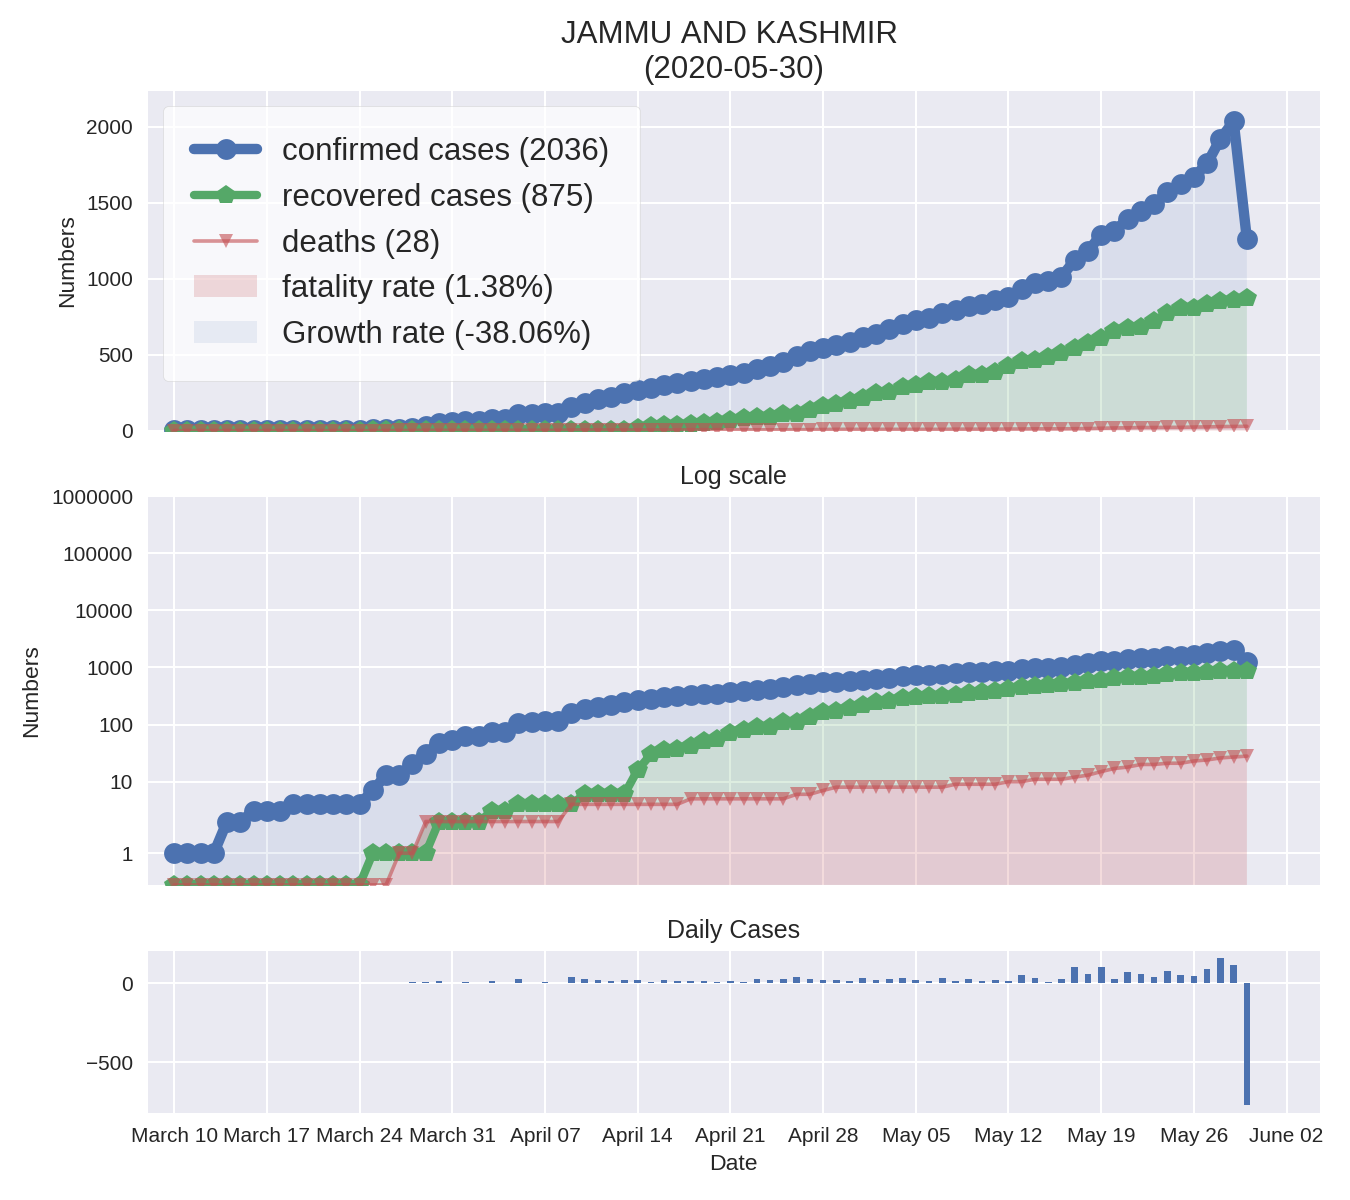 JAMMU AND KASHMIR
(2020-05-30)
2000
1500
1000
500
0
Numbers
confirmed cases (2036)
recovered cases (875)
deaths (28)
fatality rate (1.38%)
Growth rate (-38.06%)
Log scale
1000000
100000
10000
1000
100
10
1
Numbers
Daily Cases
0
−500
March 10 March 17 March 24 March 31 April 07 April 14 April 21 April 28 May 05 May 12 May 19 May 26 June 02
Date